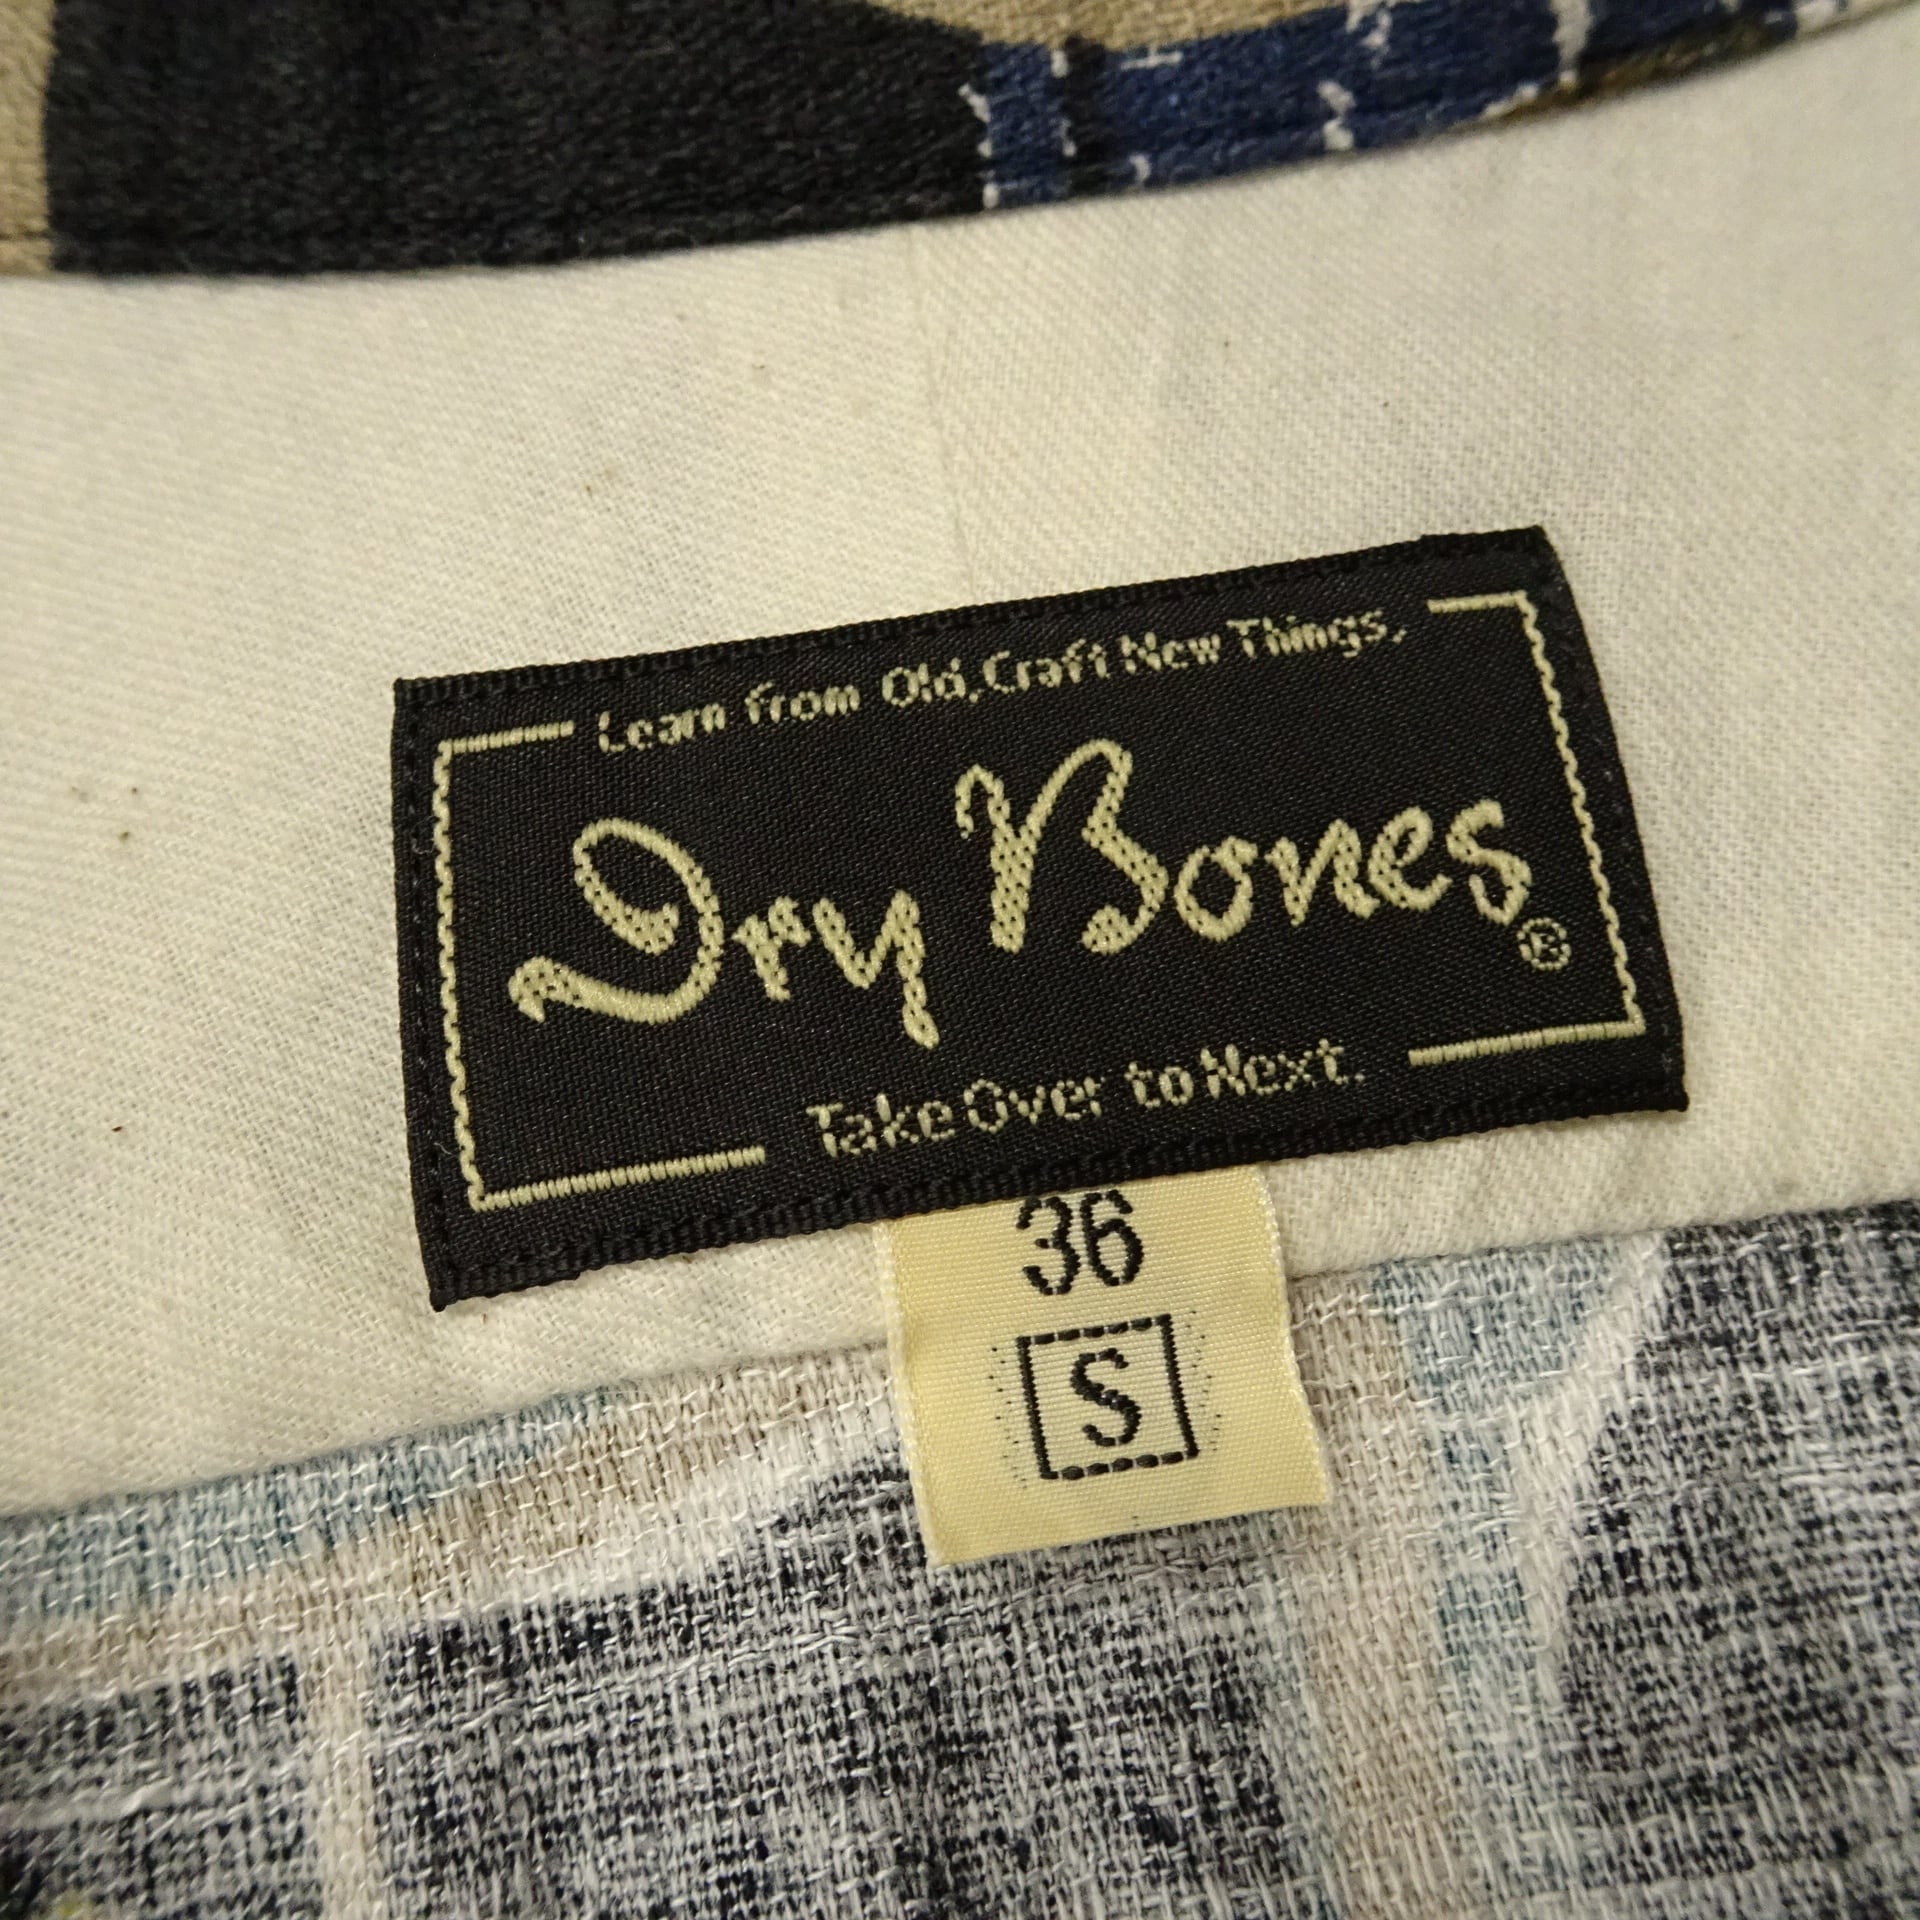 Learn from Old, Craft New Things,
Dry Bones ®
Take Over to Next.
36
S